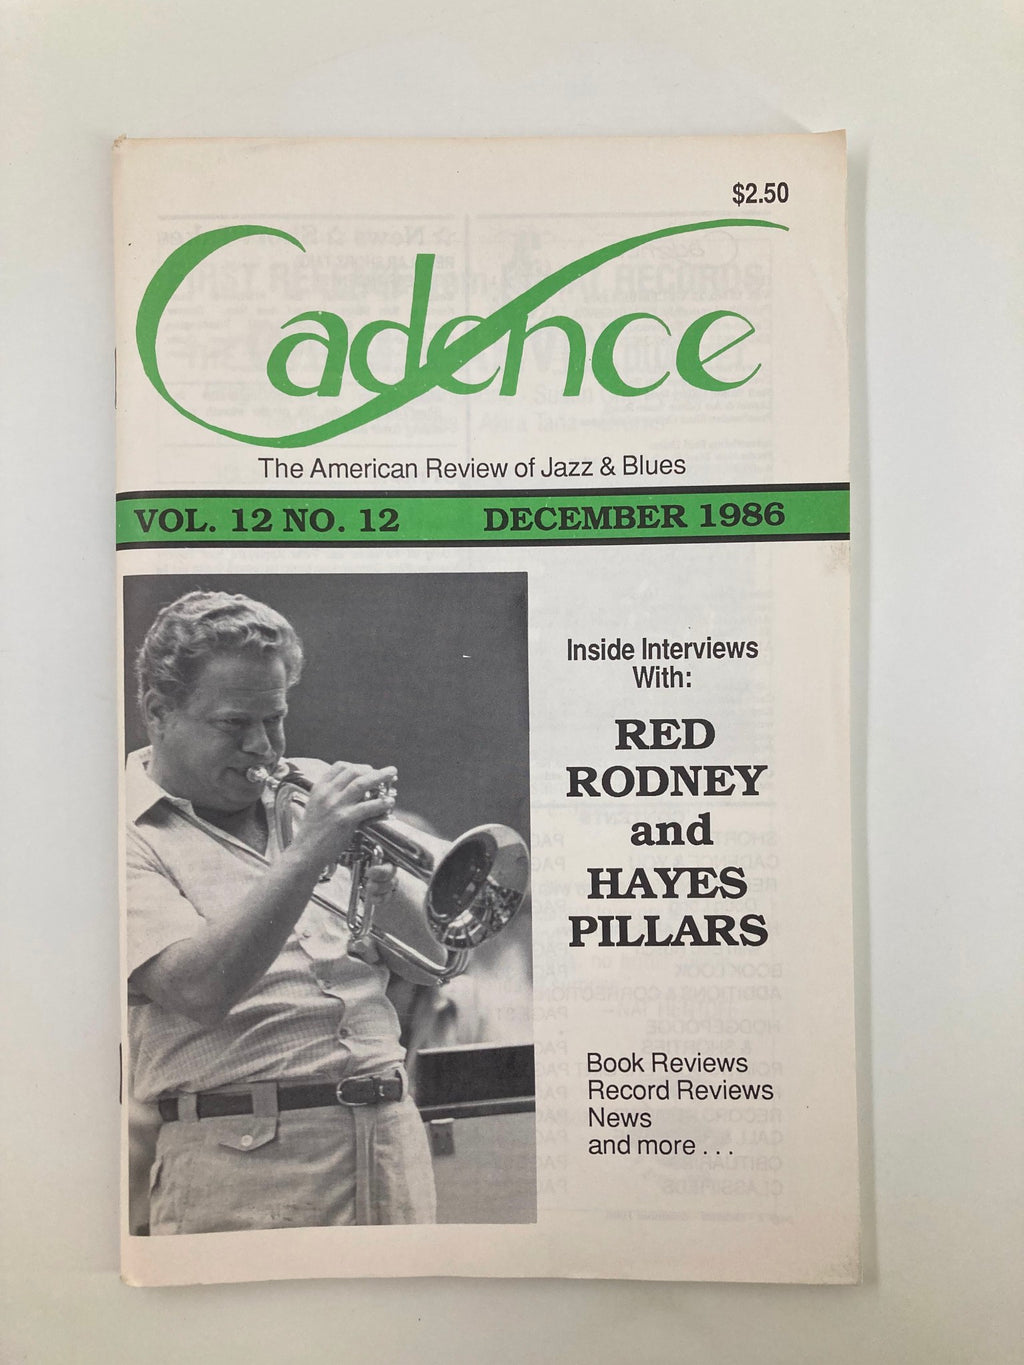 $2.50
Cadence
The American Review of Jazz & Blues
VOL. 12 NO. 12 DECEMBER 1986
Inside Interviews
With:
RED
RODNEY
and
HAYES
PILLARS
Book Reviews
Record Reviews
News
and more . . .